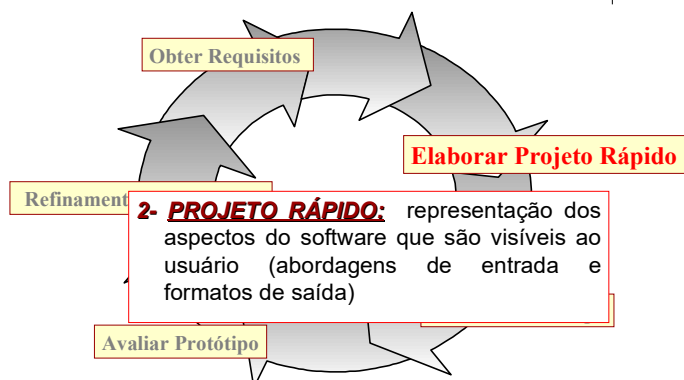 Obter Requisitos
Elaborar Projeto Rápido
Refinament
2- PROJETO RÁPIDO: representação dos
aspectos do software que são visíveis ao
usuário (abordagens de entrada e
formatos de saída)
Avaliar Protótipo